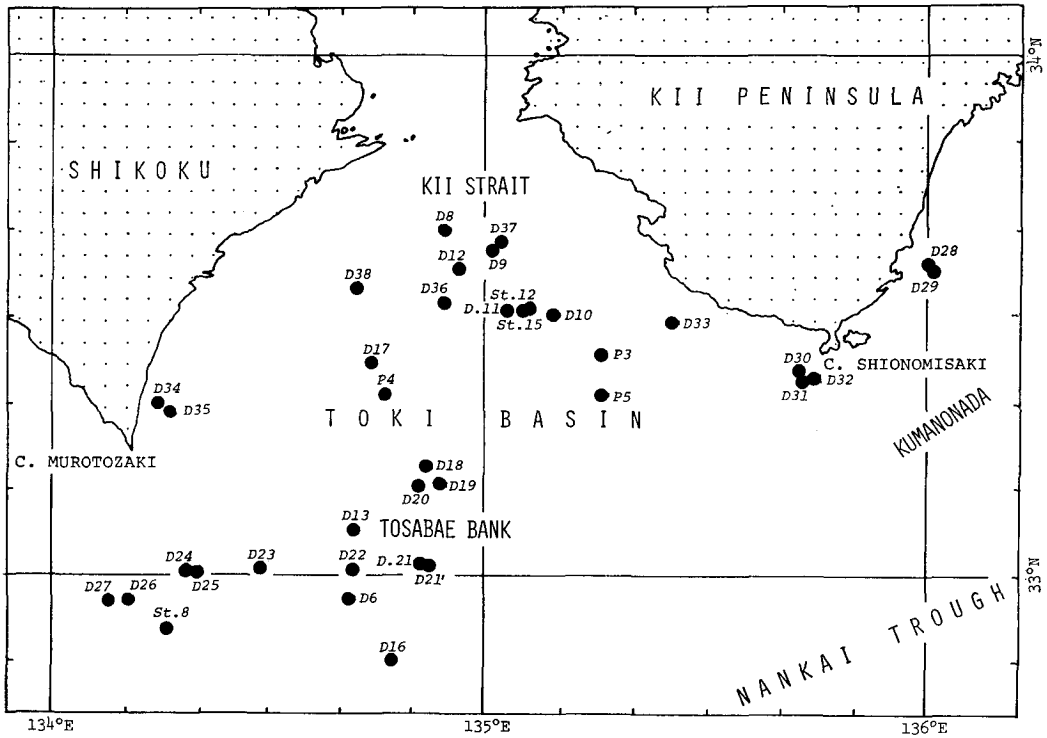 34°N
KII PENINSULA
SHIKOKU
KII STRAIT
D8
D37
D9
D12
D28
D29
D38
D36
St.12
D.11
St.15
D10
D33
D17
P3
P4
P5
D30
C. SHIONOMISAKI
D31
D32
D34
D35
TOKI BASIN
KUMANONADA
C. MUROTOZAKI
D18
D19
D20
D13
TOSABAE BANK
D24
D25
D23
D22
D.21
D21'
33°N
D27
D26
St.8
D6
D16
NANKAI TROUGH
134°E
135°E
136°E